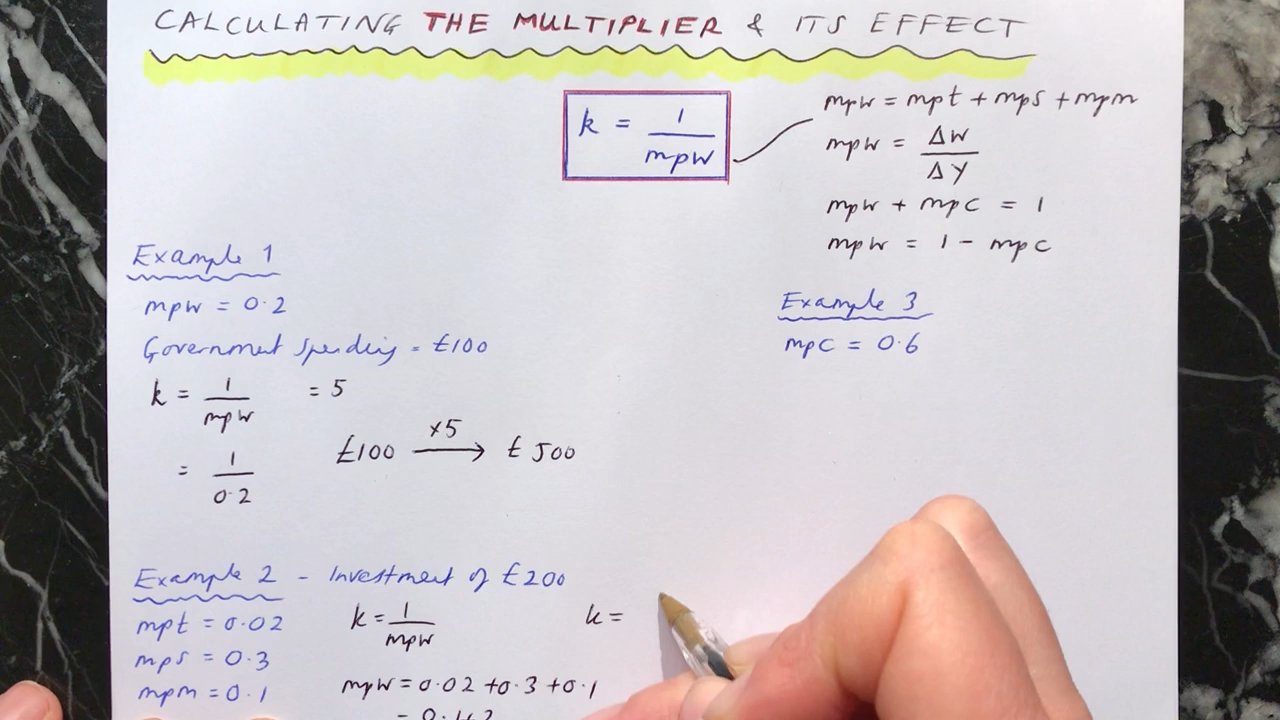 CALCULATING THE MULTIPLIER & ITS EFFECT
k = 1/mpw
mpw = mpt + mps + mpm
mpw = ΔW/ΔY
mpw + mpc = 1
mpw = 1 - mpc
Example 1
mpw = 0.2
Government spending = £100
k = 1/mpw = 5
= 1/0.2
£100 ×5 → £500
Example 2 - Investment of £200
mpt = 0.02
mps = 0.3
mpm = 0.1
k = 1/mpw
mpw = 0.02 + 0.3 + 0.1
k =
Example 3
mpc = 0.6